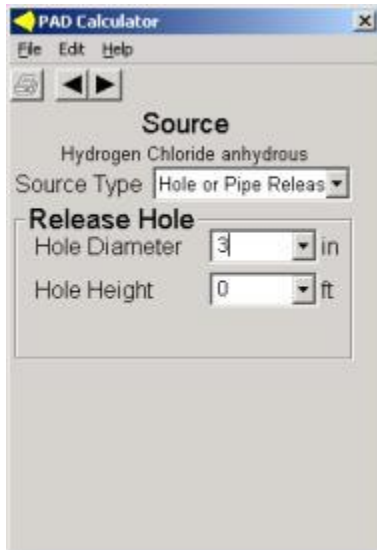 PAD Calculator
File Edit Help
Source
Hydrogen Chloride anhydrous
Source Type Hole or Pipe Releas
Release Hole
Hole Diameter 3 in
Hole Height 0 ft